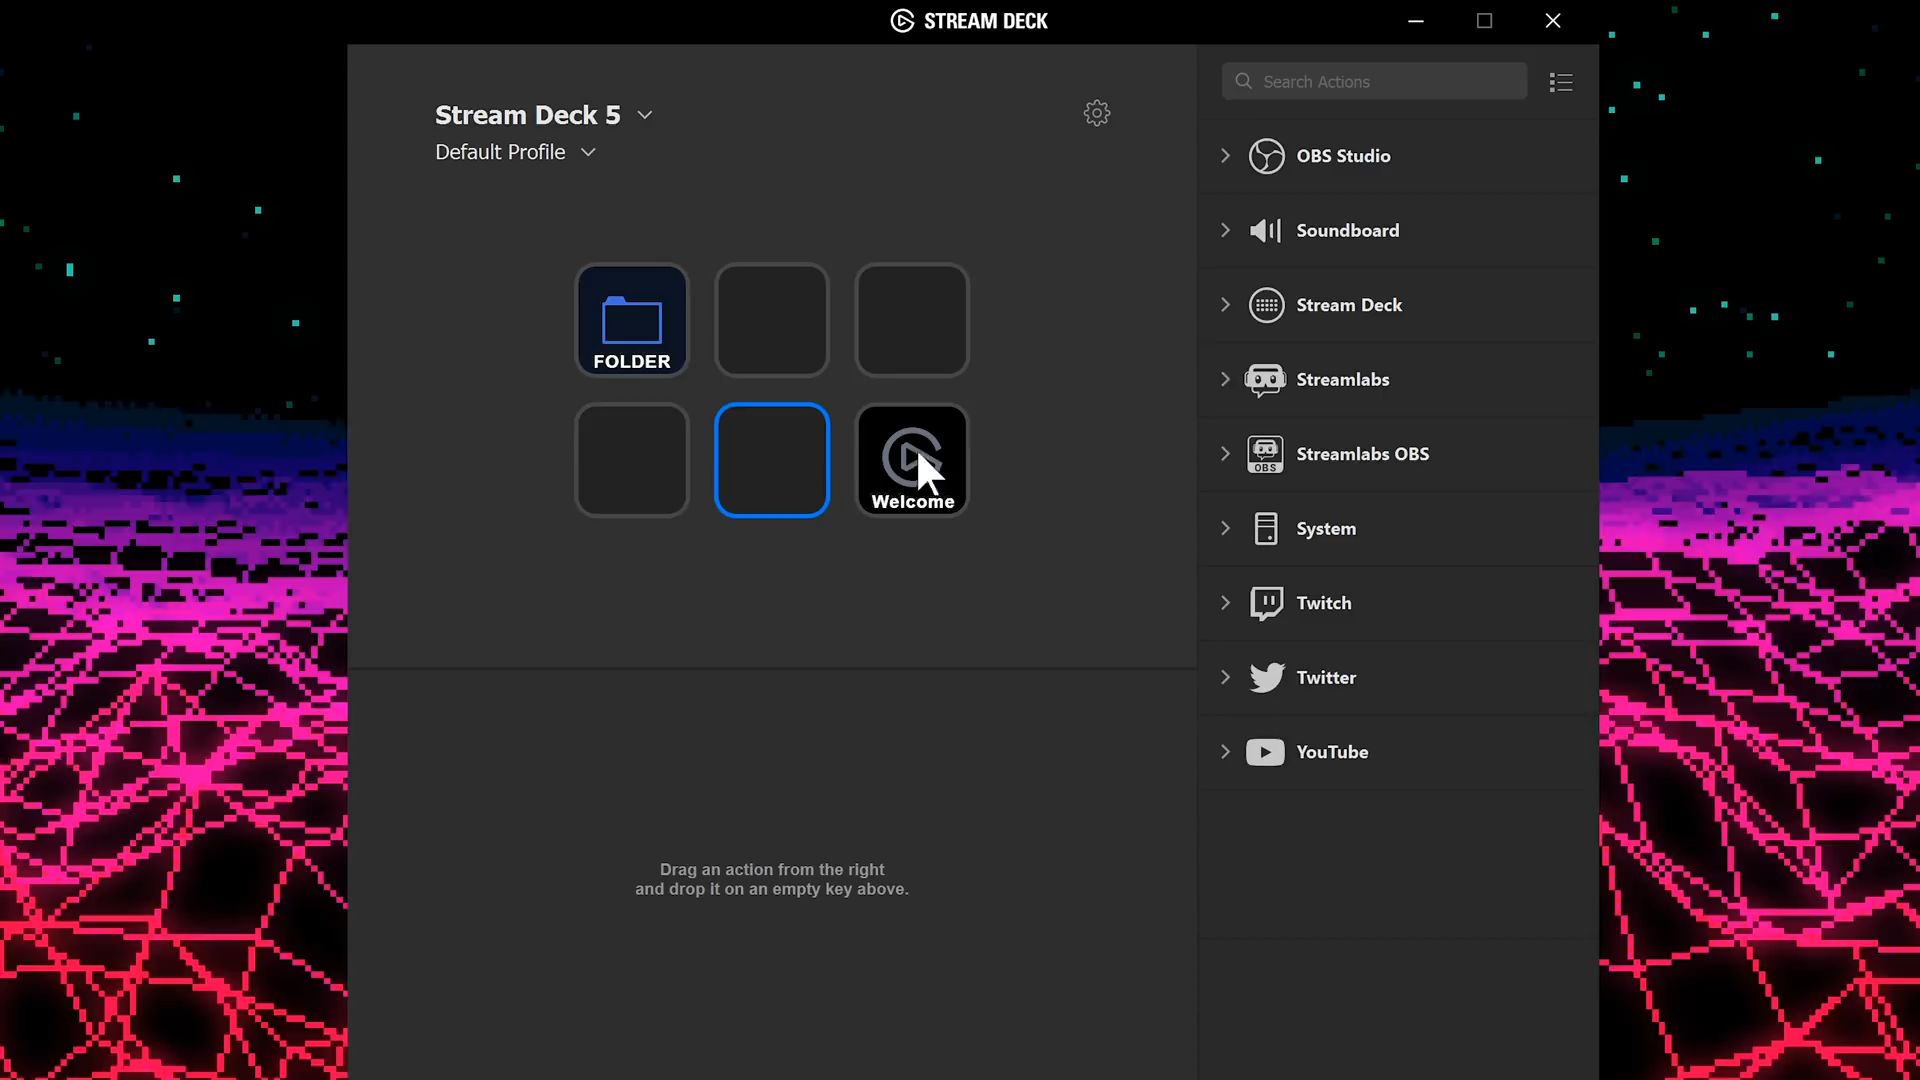 STREAM DECK
Stream Deck 5
Default Profile
FOLDER
Welcome
Drag an action from the right
and drop it on an empty key above.
Search Actions
OBS Studio
Soundboard
Stream Deck
Streamlabs
OBS
Streamlabs OBS
System
Twitch
Twitter
YouTube